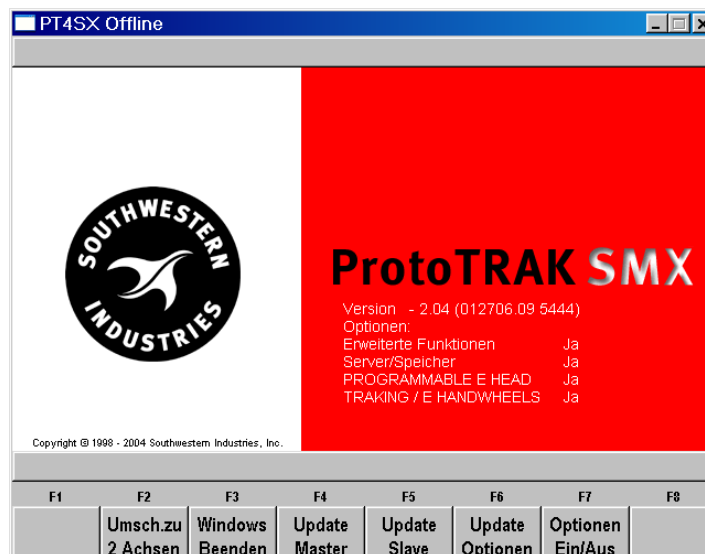 PT4SX Offline
SOUTHWESTERN
INDUSTRIES
ProtoTRAK SMX
Version - 2.04 (012706.09 5444)
Optionen:
Erweiterte Funktionen Ja
Server/Speicher Ja
PROGRAMMABLE E HEAD Ja
TRAKING / E HANDWHEELS Ja
Copyright © 1998 - 2004 Southwestern Industries, Inc.
F1 F2 F3 F4 F5 F6 F7 F8
Umsch.zu Windows Update Update Update Optionen
2 Achsen Beenden Master Slave Optionen Ein/Aus